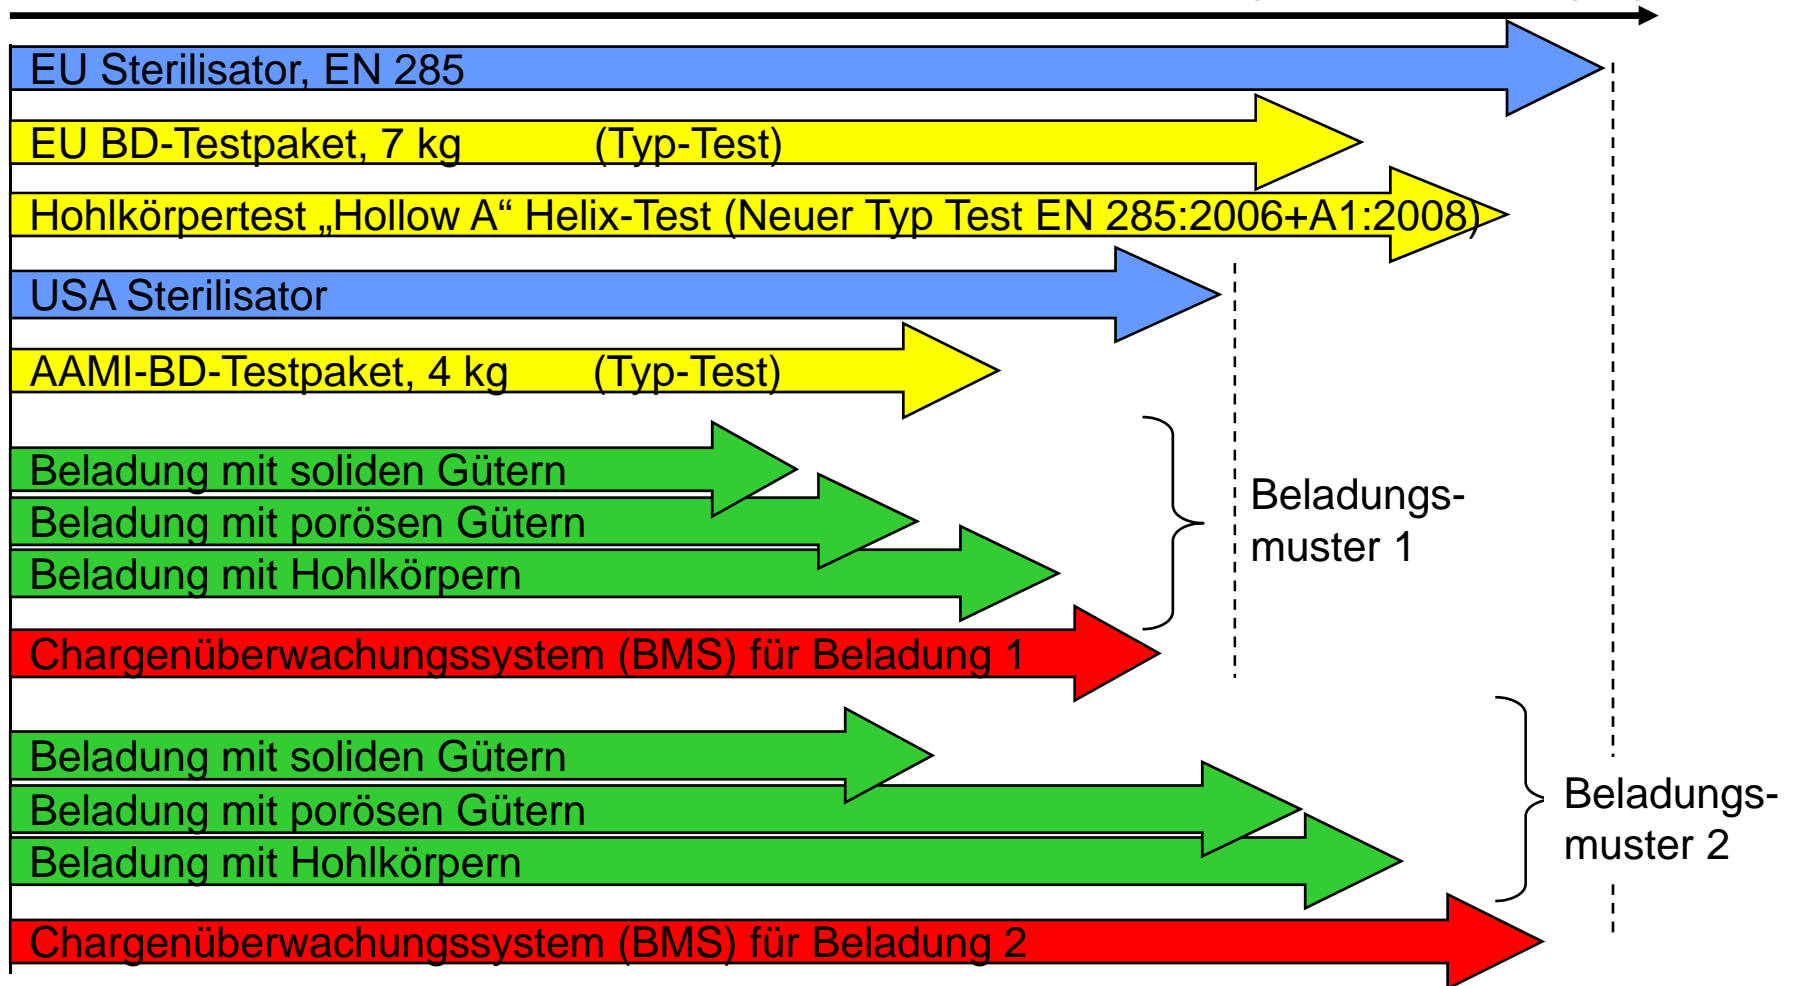 EU Sterilisator, EN 285
EU BD-Testpaket, 7 kg (Typ-Test)
Hohlkörpertest „Hollow A“ Helix-Test (Neuer Typ Test EN 285:2006+A1:2008)
USA Sterilisator
AAMI-BD-Testpaket, 4 kg (Typ-Test)
Beladung mit soliden Gütern
Beladung mit porösen Gütern
Beladung mit Hohlkörpern
Beladungs-
muster 1
Chargenüberwachungssystem (BMS) für Beladung 1
Beladung mit soliden Gütern
Beladung mit porösen Gütern
Beladung mit Hohlkörpern
Beladungs-
muster 2
Chargenüberwachungssystem (BMS) für Beladung 2